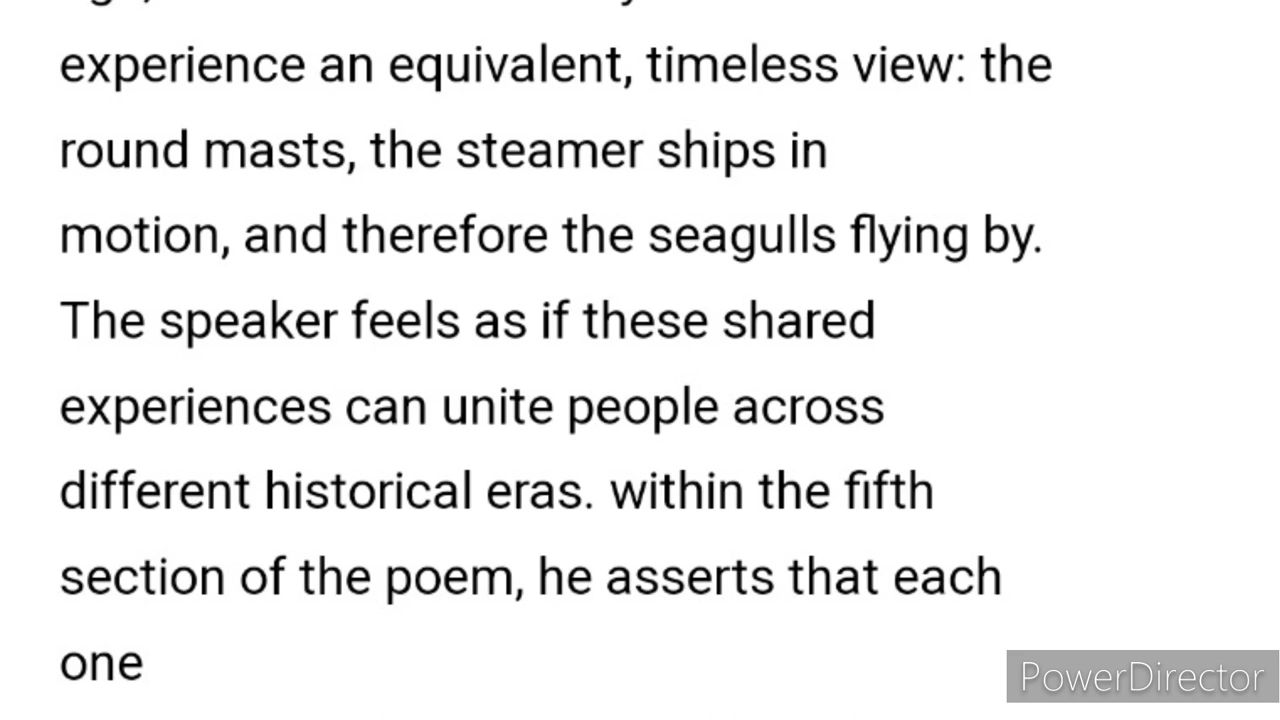 experience an equivalent, timeless view: the
round masts, the steamer ships in
motion, and therefore the seagulls flying by.
The speaker feels as if these shared
experiences can unite people across
different historical eras. within the fifth
section of the poem, he asserts that each
one
PowerDirector